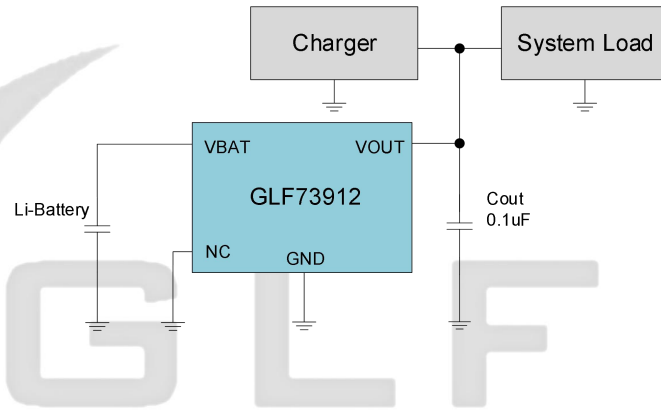 Charger
System Load
VBAT
VOUT
GLF73912
Li-Battery
Cout
0.1uF
NC
GND
GLF